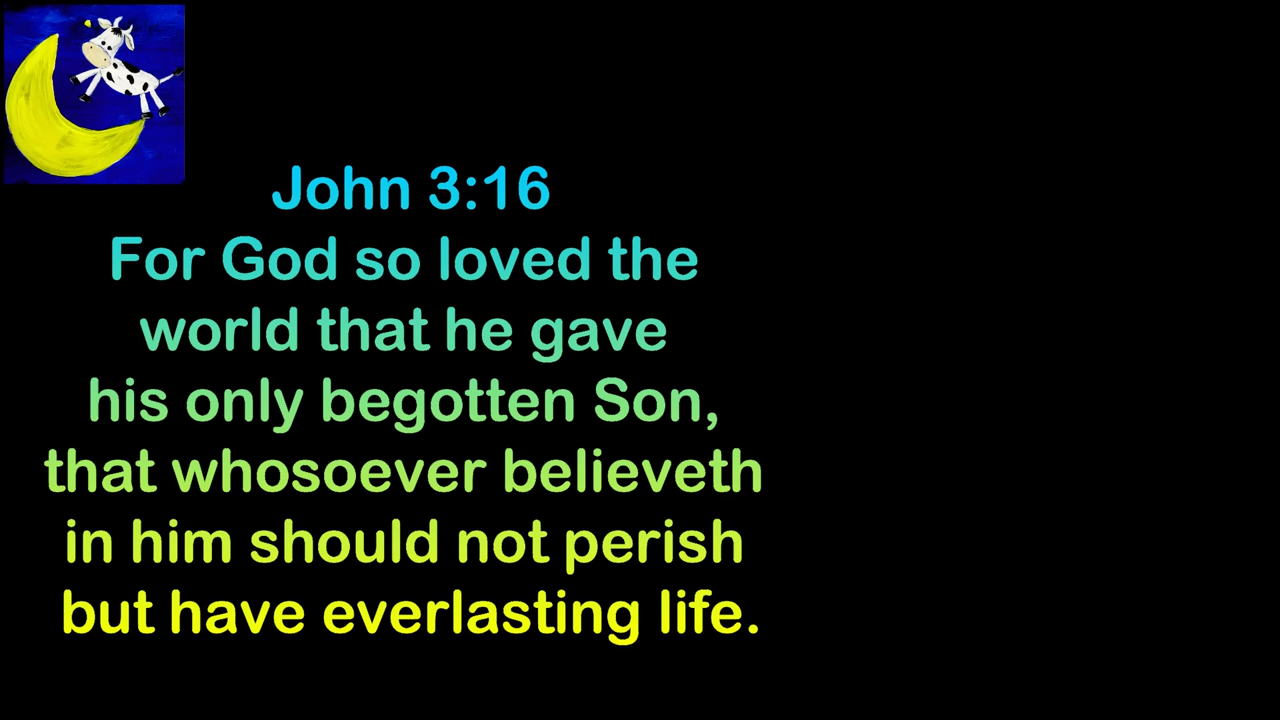 John 3:16
For God so loved the
world that he gave
his only begotten Son,
that whosoever believeth
in him should not perish
but have everlasting life.